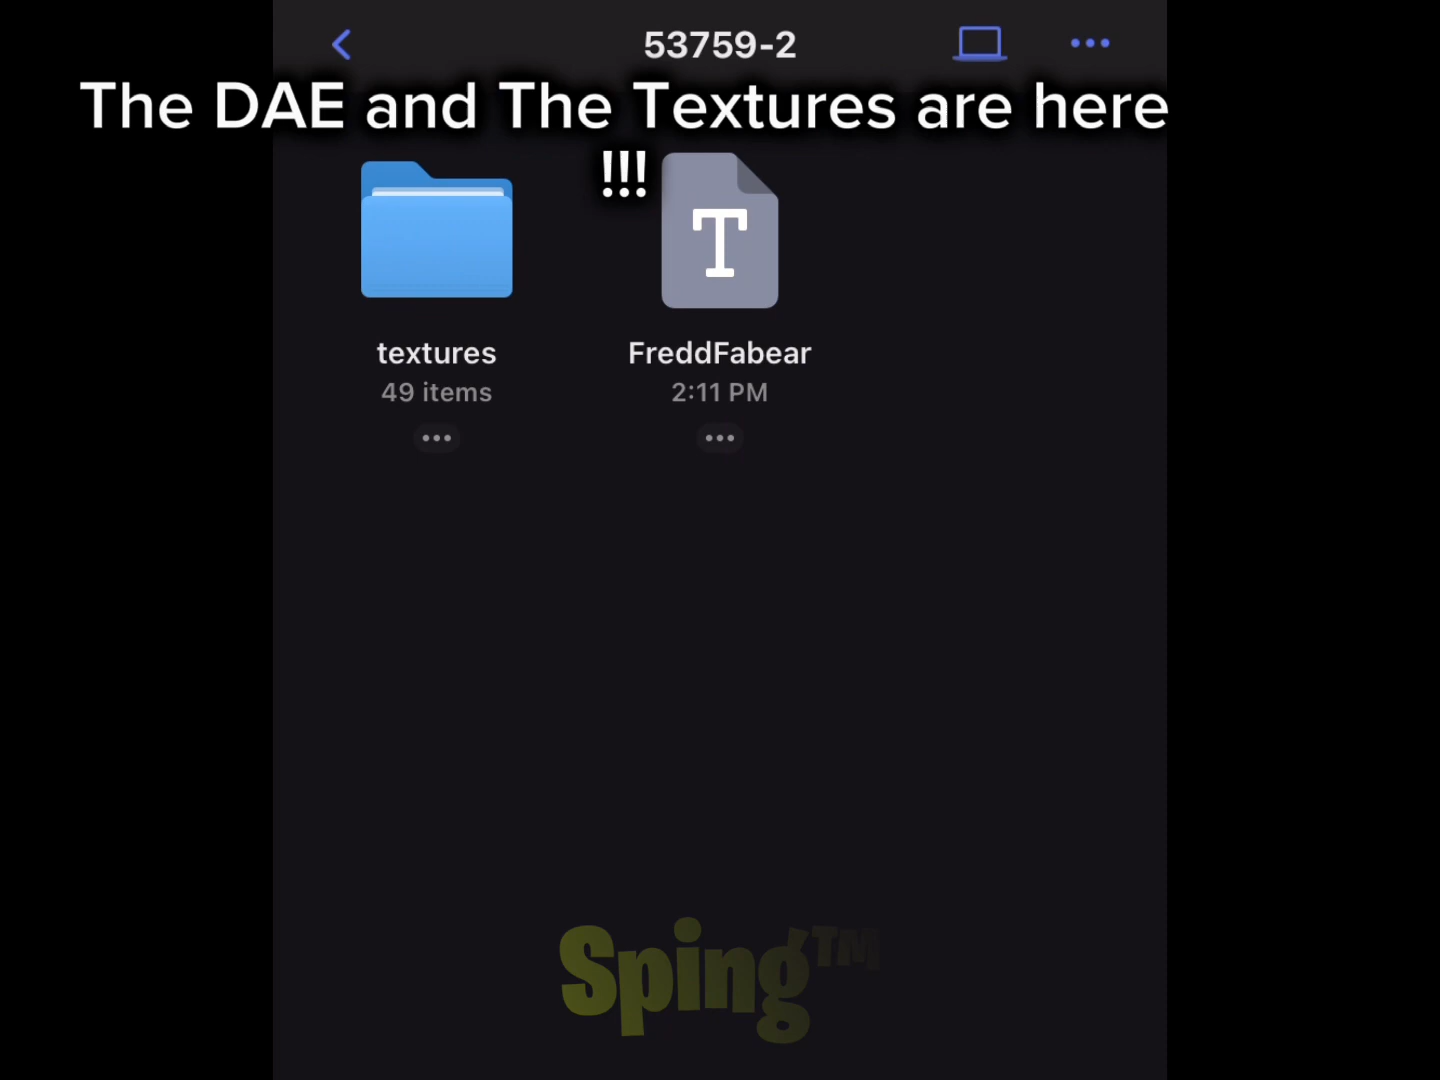 53759-2
The DAE and The Textures are here
!!!
T
textures
FreddFabear
49 items
2:11 PM
Sping™